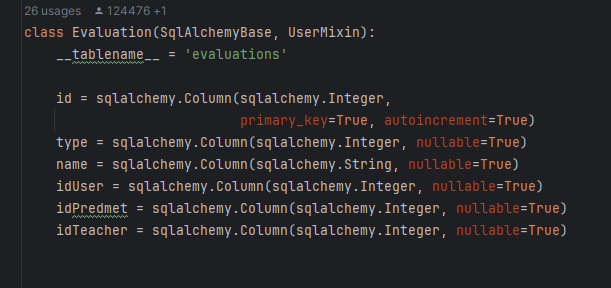 26 usages 124476 +1
class Evaluation(SqlAlchemyBase, UserMixin):
    __tablename__ = 'evaluations'
    id = sqlalchemy.Column(sqlalchemy.Integer,
                           primary_key=True, autoincrement=True)
    type = sqlalchemy.Column(sqlalchemy.Integer, nullable=True)
    name = sqlalchemy.Column(sqlalchemy.String, nullable=True)
    idUser = sqlalchemy.Column(sqlalchemy.Integer, nullable=True)
    idPredmet = sqlalchemy.Column(sqlalchemy.Integer, nullable=True)
    idTeacher = sqlalchemy.Column(sqlalchemy.Integer, nullable=True)